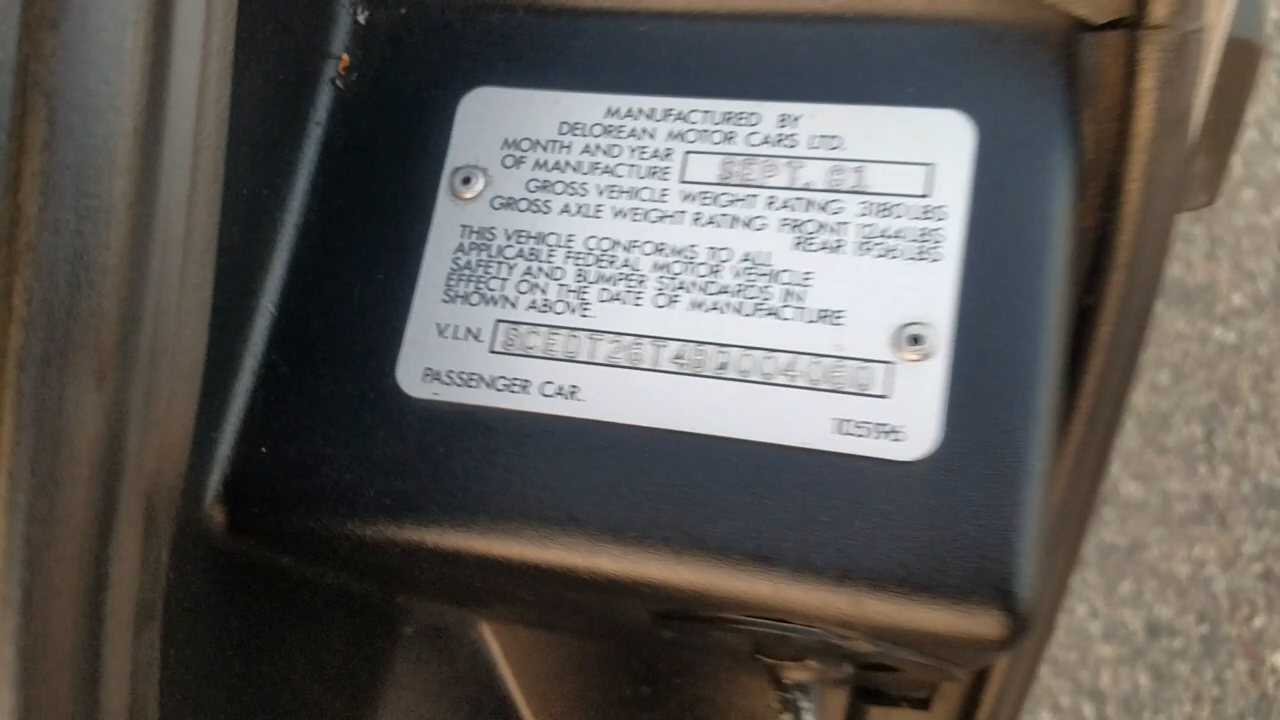 MANUFACTURED BY
DELOREAN MOTOR CARS LTD.
MONTH AND YEAR
OF MANUFACTURE SEPT. 81
GROSS VEHICLE WEIGHT RATING 3180 LBS
GROSS AXLE WEIGHT RATING FRONT 1244 LBS
REAR 1936 LBS
THIS VEHICLE CONFORMS TO ALL
APPLICABLE FEDERAL MOTOR VEHICLE
SAFETY AND BUMPER STANDARDS IN
EFFECT ON THE DATE OF MANUFACTURE
SHOWN ABOVE.
V.I.N.
PASSENGER CAR.